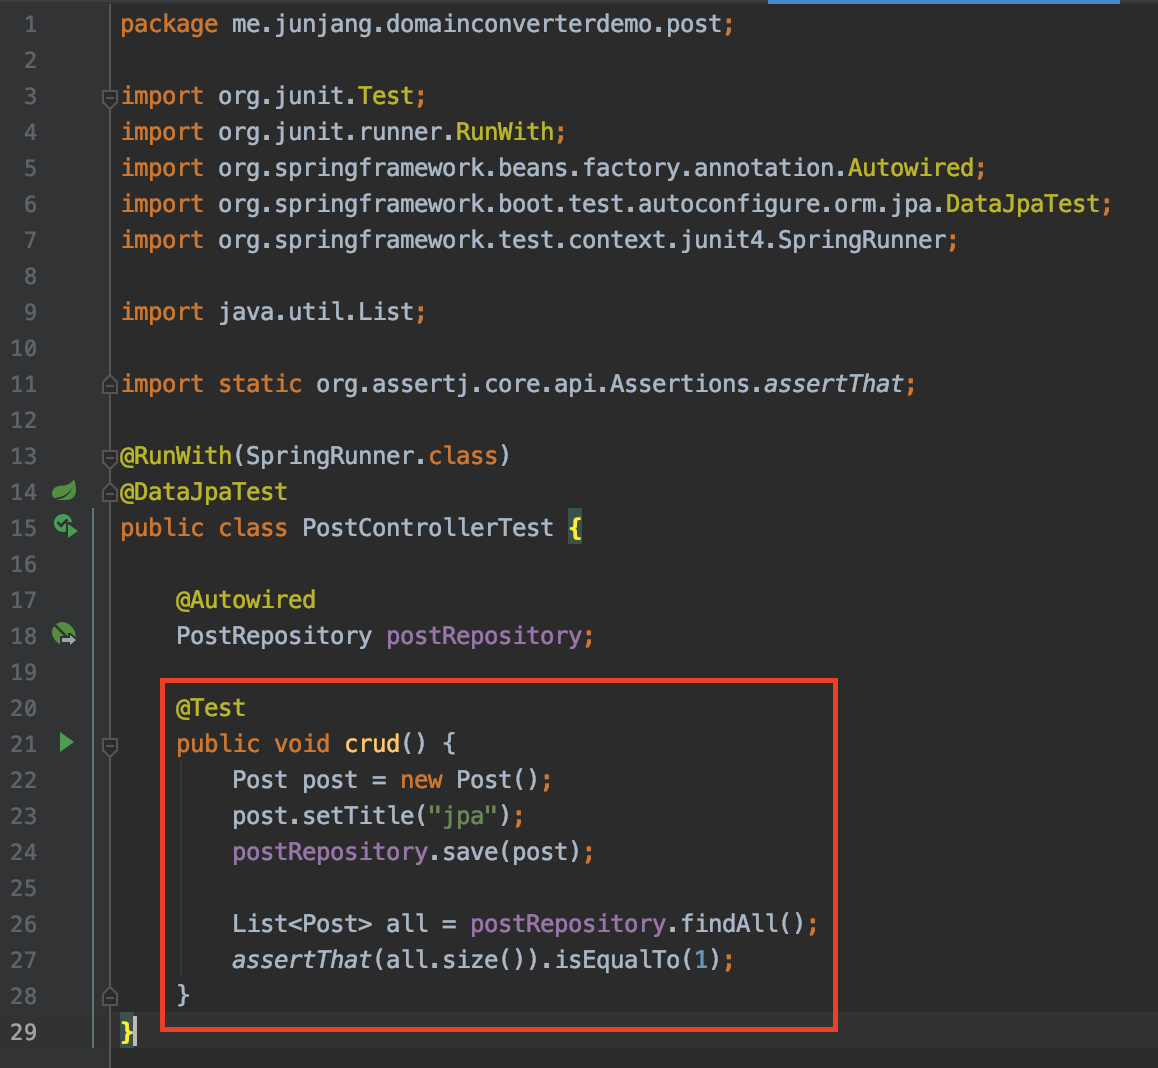 1 package me.junjang.domainconverterdemo.post;
2
3 import org.junit.Test;
4 import org.junit.runner.RunWith;
5 import org.springframework.beans.factory.annotation.Autowired;
6 import org.springframework.boot.test.autoconfigure.orm.jpa.DataJpaTest;
7 import org.springframework.test.context.junit4.SpringRunner;
8
9 import java.util.List;
10
11 import static org.assertj.core.api.Assertions.assertThat;
12
13 @RunWith(SpringRunner.class)
14 @DataJpaTest
15 public class PostControllerTest {
16
17     @Autowired
18     PostRepository postRepository;
19
20     @Test
21     public void crud() {
22         Post post = new Post();
23         post.setTitle("jpa");
24         postRepository.save(post);
25
26         List<Post> all = postRepository.findAll();
27         assertThat(all.size()).isEqualTo(1);
28     }
29 }